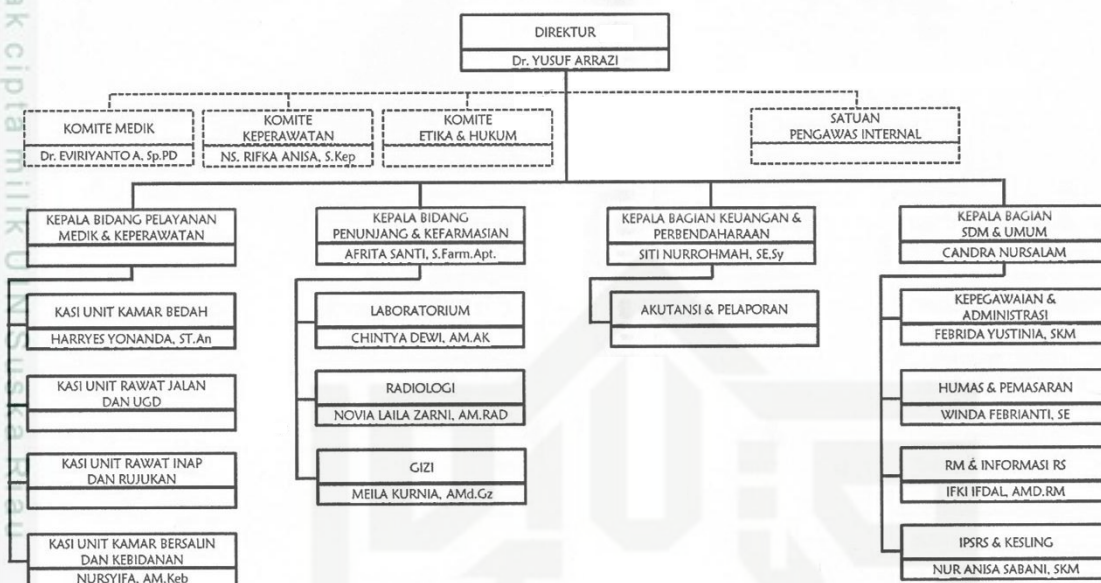 DIREKTUR
Dr. YUSUF ARRAZI
KOMITE MEDIK
Dr. EVIRIYANTO A, Sp.PD
KOMITE
KEPERAWATAN
NS. RIFKA ANISA, S.Kep
KOMITE
ETIKA & HUKUM
SATUAN
PENGAWAS INTERNAL
KEPALA BIDANG PELAYANAN
MEDIK & KEPERAWATAN
KASI UNIT KAMAR BEDAH
HARRYES YONANDA, ST.An
KASI UNIT RAWAT JALAN
DAN UGD
KASI UNIT RAWAT INAP
DAN RUJUKAN
KASI UNIT KAMAR BERSALIN
DAN KEBIDANAN
NURSYIFA, AM.Keb
KEPALA BIDANG
PENUNJANG & KEFARMASIAN
AFRITA SANTI, S.Farm.Apt.
LABORATORIUM
CHINTYA DEWI, AM.AK
RADIOLOGI
NOVIA LAILA ZARNI, AM.RAD
GIZI
MEILA KURNIA, AMd.Gz
KEPALA BAGIAN KEUANGAN &
PERBENDAHARAAN
SITI NURROHMAH, SE.Sy
AKUTANSI & PELAPORAN
KEPALA BAGIAN
SDM & UMUM
CANDRA NURSALAM
KEPEGAWAIAN &
ADMINISTRASI
FEBRIDA YUSTINIA, SKM
HUMAS & PEMASARAN
WINDA FEBRIANTI, SE
RM & INFORMASI RS
IFKI IFDAL, AMD.RM
IPSRS & KESLING
NUR ANISA SABANI, SKM
ak cipta milik UIN Suska Riau